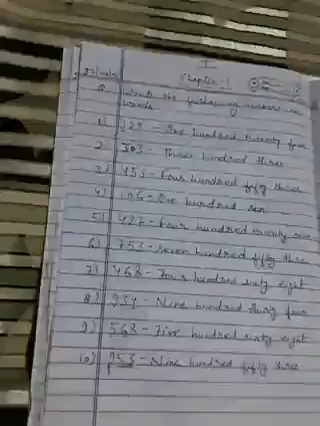 Chapter-1
Write the following numbers in
words
1) 124 - One hundred twenty four
2 303 - Three hundred three
3) 453 - Four hundred fifty three
4) 106 - One hundred six
5) Four hundred twenty
6) 753 - seven hundred fifty three
7) 468 - Four hundred sixty eight
8) 934 - Nine hundred thirty four
9) 568 - Five hundred sixty eight
10) 953 - Nine hundred fifty three